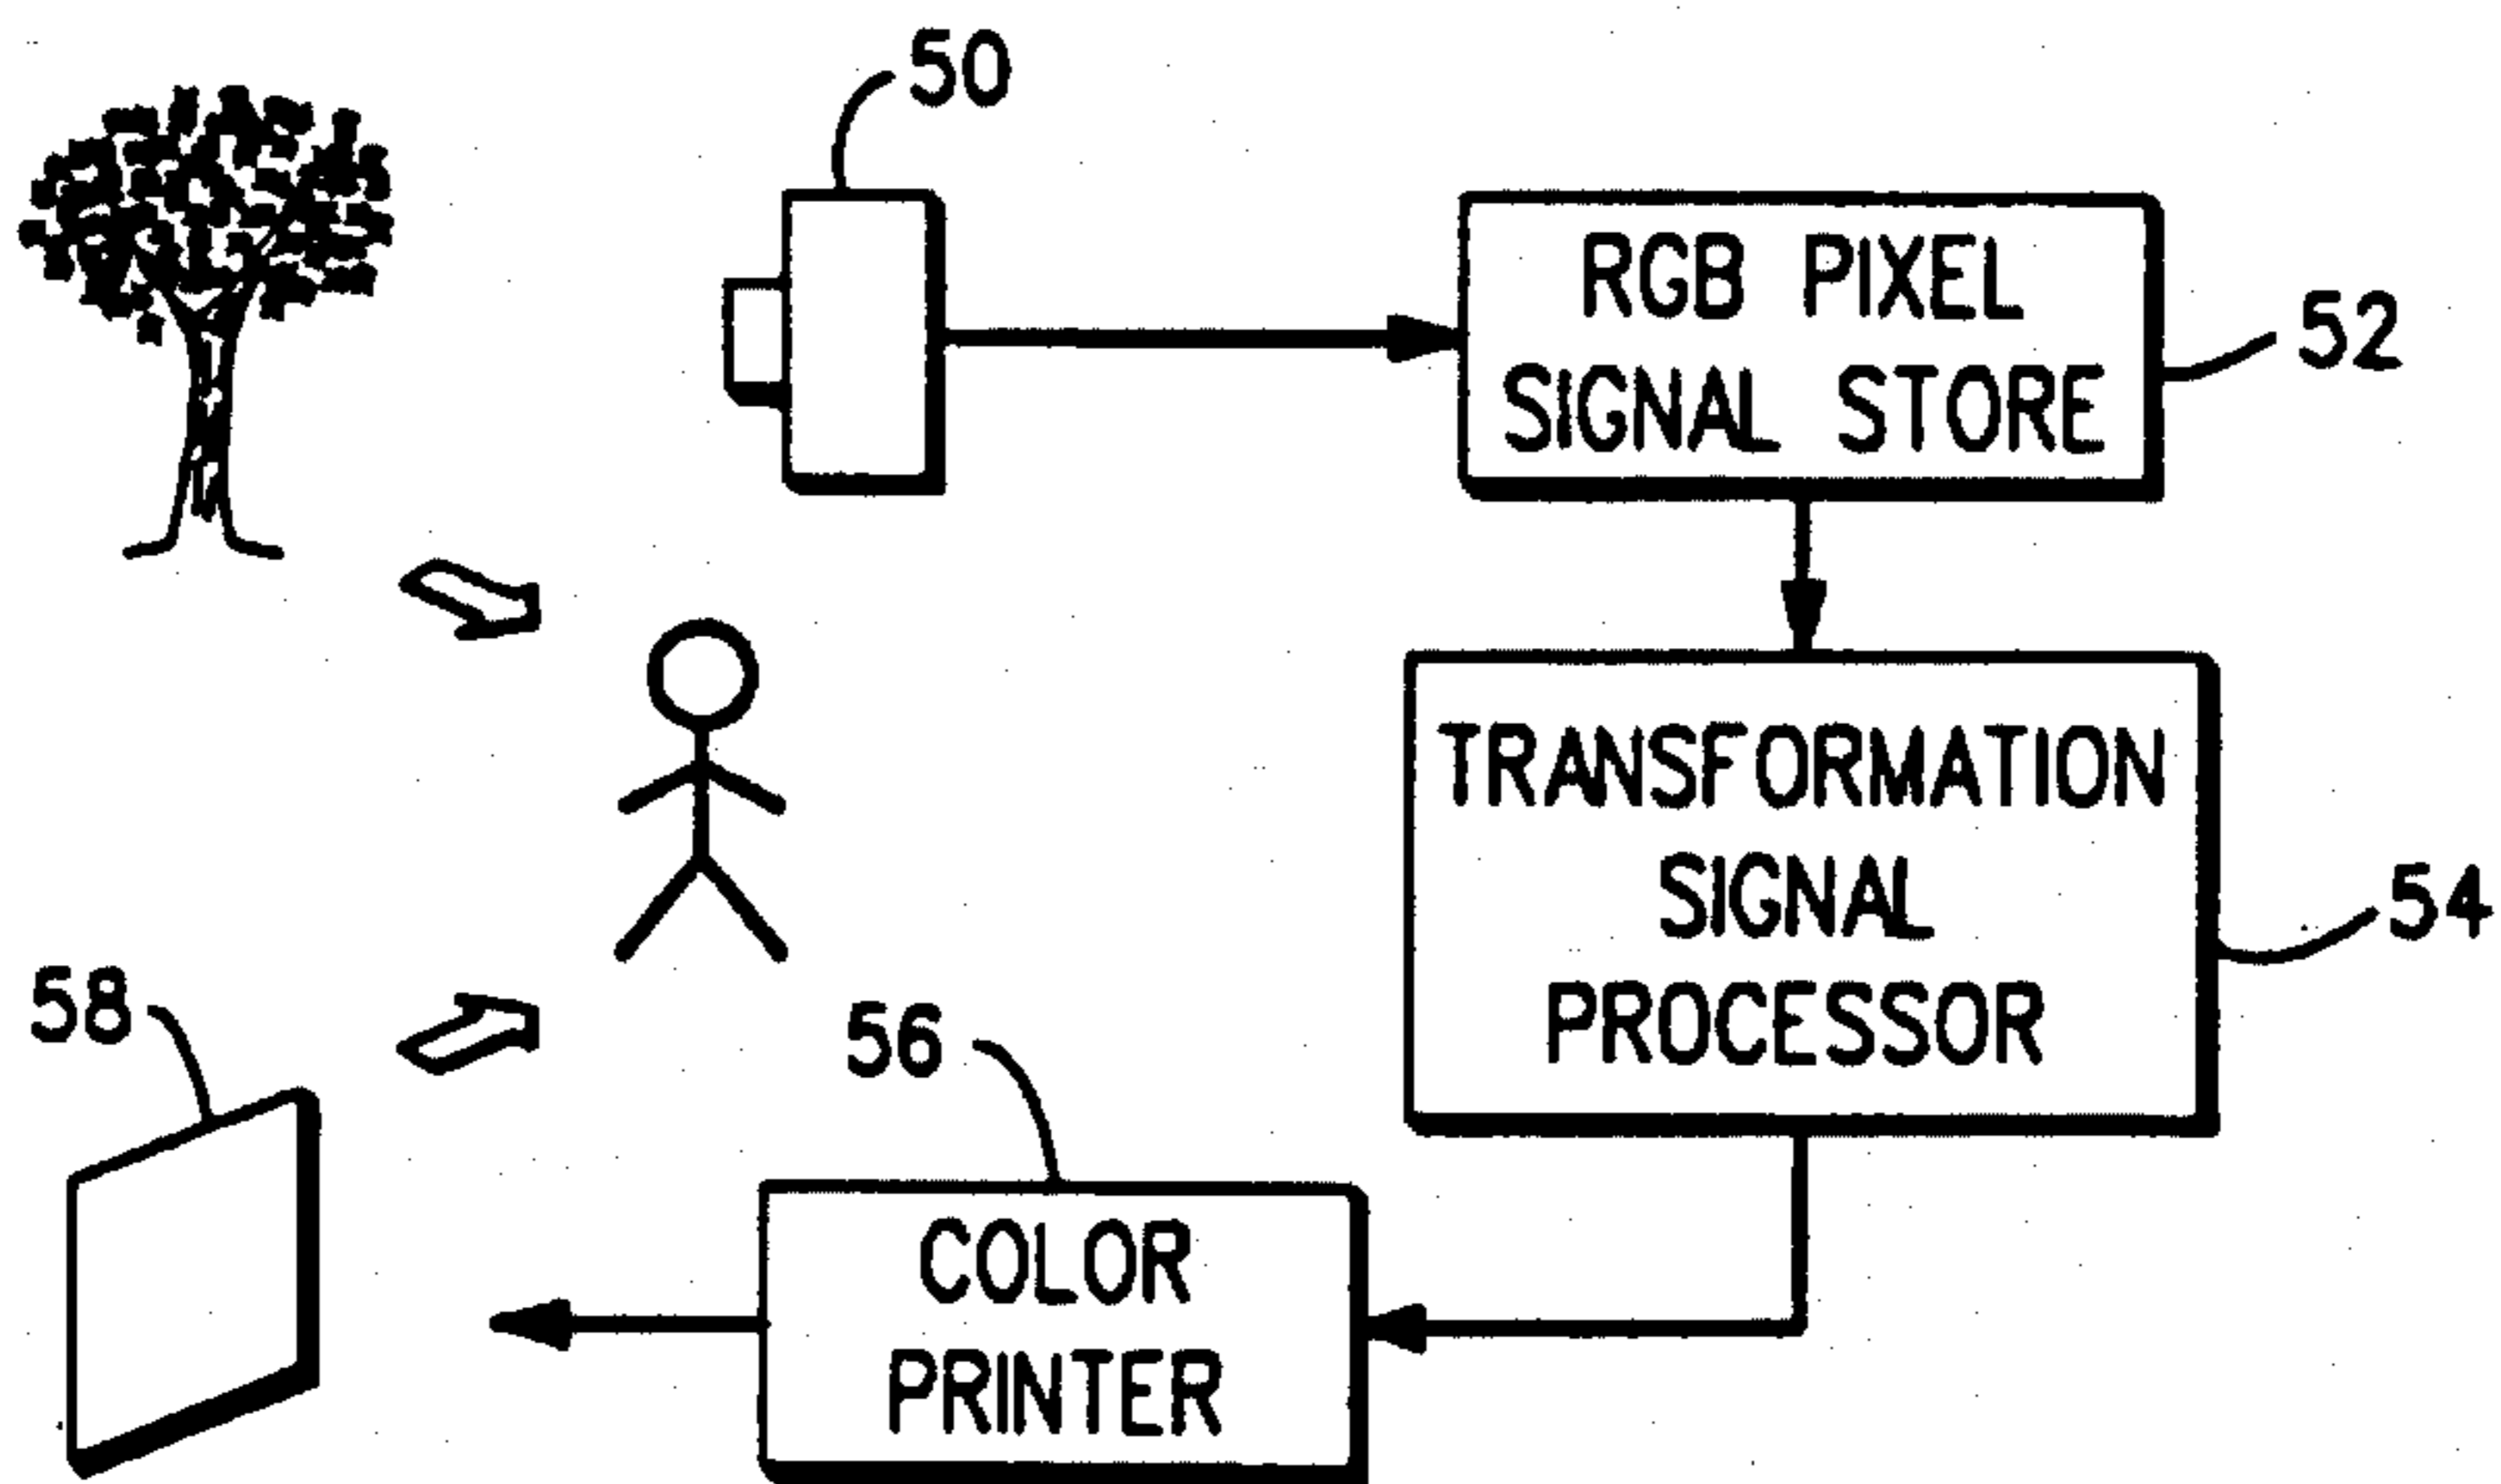 50
RGB PIXEL
SIGNAL STORE
52
TRANSFORMATION
SIGNAL
PROCESSOR
54
58
56
COLOR
PRINTER